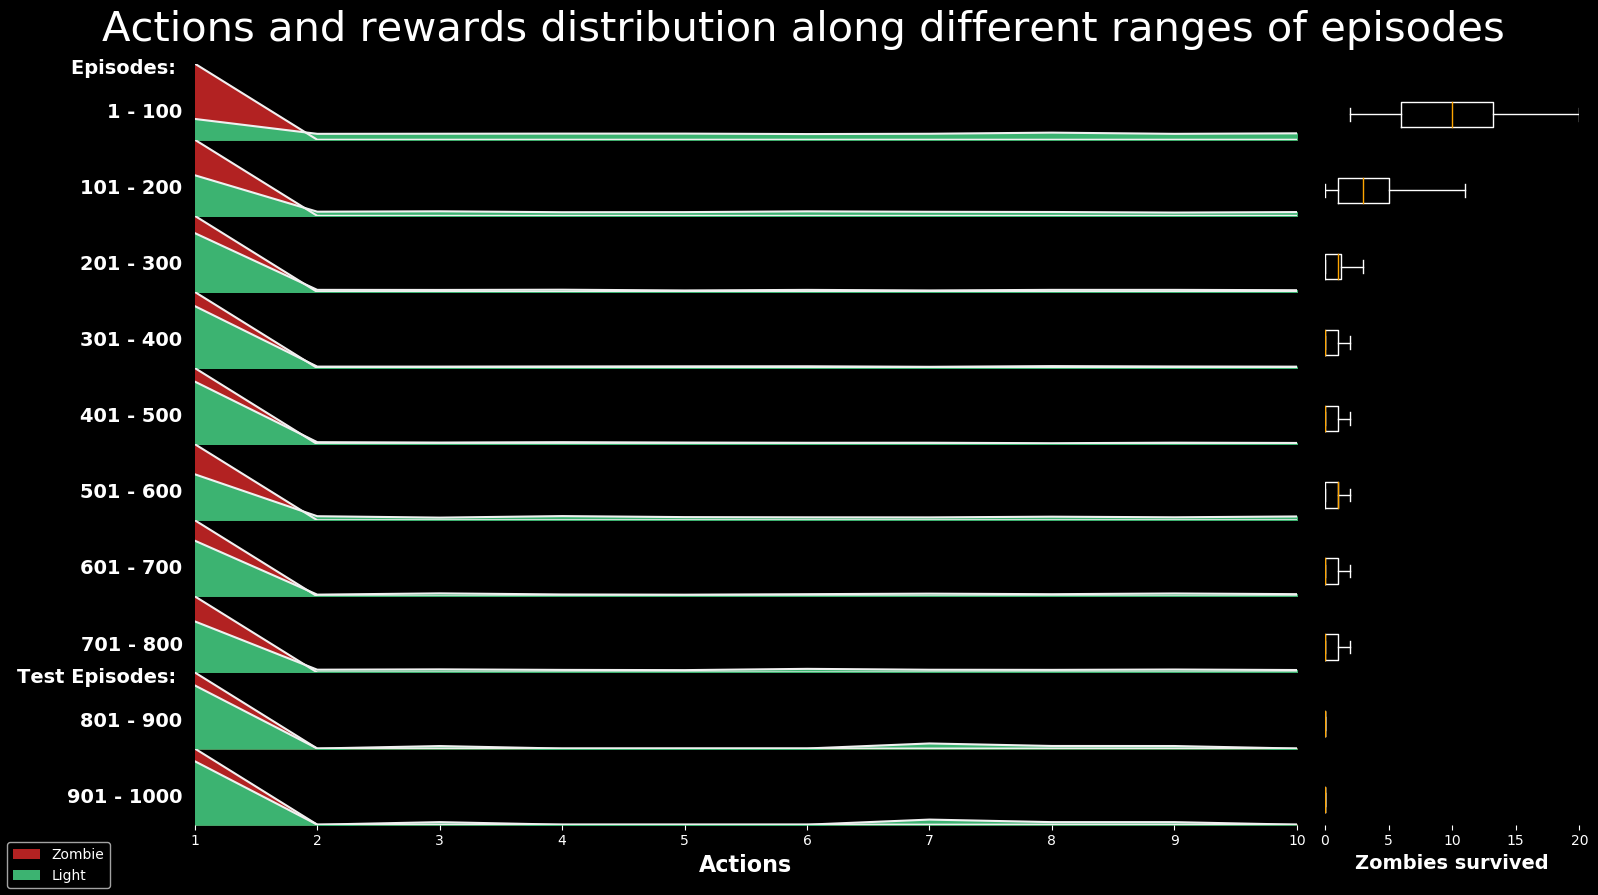 Actions and rewards distribution along different ranges of episodes
Episodes:
1 - 100
101 - 200
201 - 300
301 - 400
401 - 500
501 - 600
601 - 700
701 - 800
Test Episodes:
801 - 900
901 - 1000
1 2 3 4 5 6 7 8 9 10
0 5 10 15 20
Actions
Zombies survived
Zombie
Light